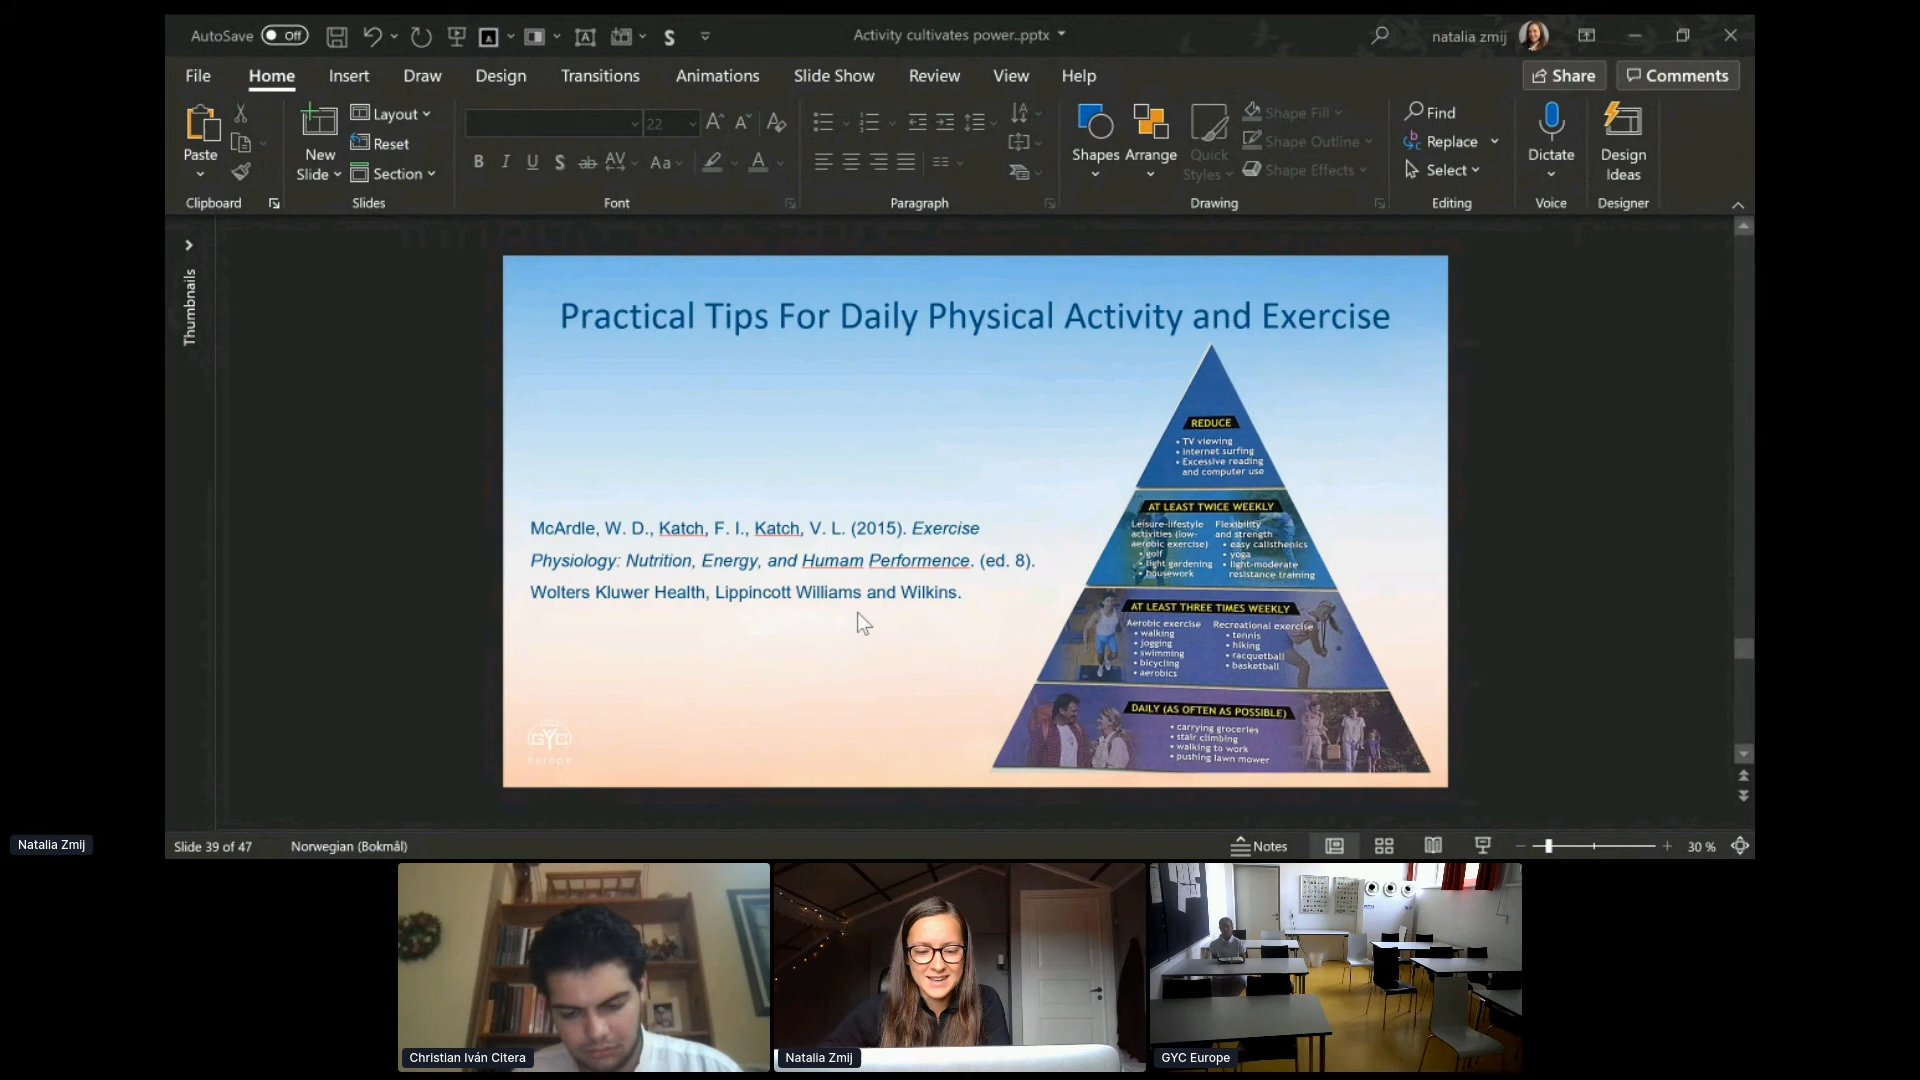 AutoSave Off
Activity cultivates power..pptx
natalia zmij
File Home Insert Draw Design Transitions Animations Slide Show Review View Help
Share Comments
Paste
New Slide
Layout
Reset
Section
22
B I U S ab AV Aa A
Shapes Arrange Quick Styles
Shape Fill
Shape Outline
Shape Effects
Find
Replace
Select
Dictate
Design Ideas
Clipboard Slides Font Paragraph Drawing Editing Voice Designer
Thumbnails
Practical Tips For Daily Physical Activity and Exercise
McArdle, W. D., Katch, F. I., Katch, V. L. (2015). Exercise
Physiology: Nutrition, Energy, and Humam Performence. (ed. 8).
Wolters Kluwer Health, Lippincott Williams and Wilkins.
REDUCE
• TV viewing
• Internet surfing
• Excessive reading
and computer use
AT LEAST TWICE WEEKLY
Leisure-lifestyle
activities (low-
aerobic exercise)
• golf
• light gardening
• housework
Flexibility
and strength
• easy calisthenics
• yoga
• light-moderate
resistance training
AT LEAST THREE TIMES WEEKLY
Aerobic exercise
• walking
• jogging
• swimming
• bicycling
• aerobics
Recreational exercise
• tennis
• hiking
• racquetball
• basketball
DAILY (AS OFTEN AS POSSIBLE)
• carrying groceries
• stair climbing
• walking to work
• pushing lawn mower
GYC
europe
Slide 39 of 47 Norwegian (Bokmål)
Notes
30 %
Natalia Zmij
Christian Iván Citera
Natalia Zmij
GYC Europe